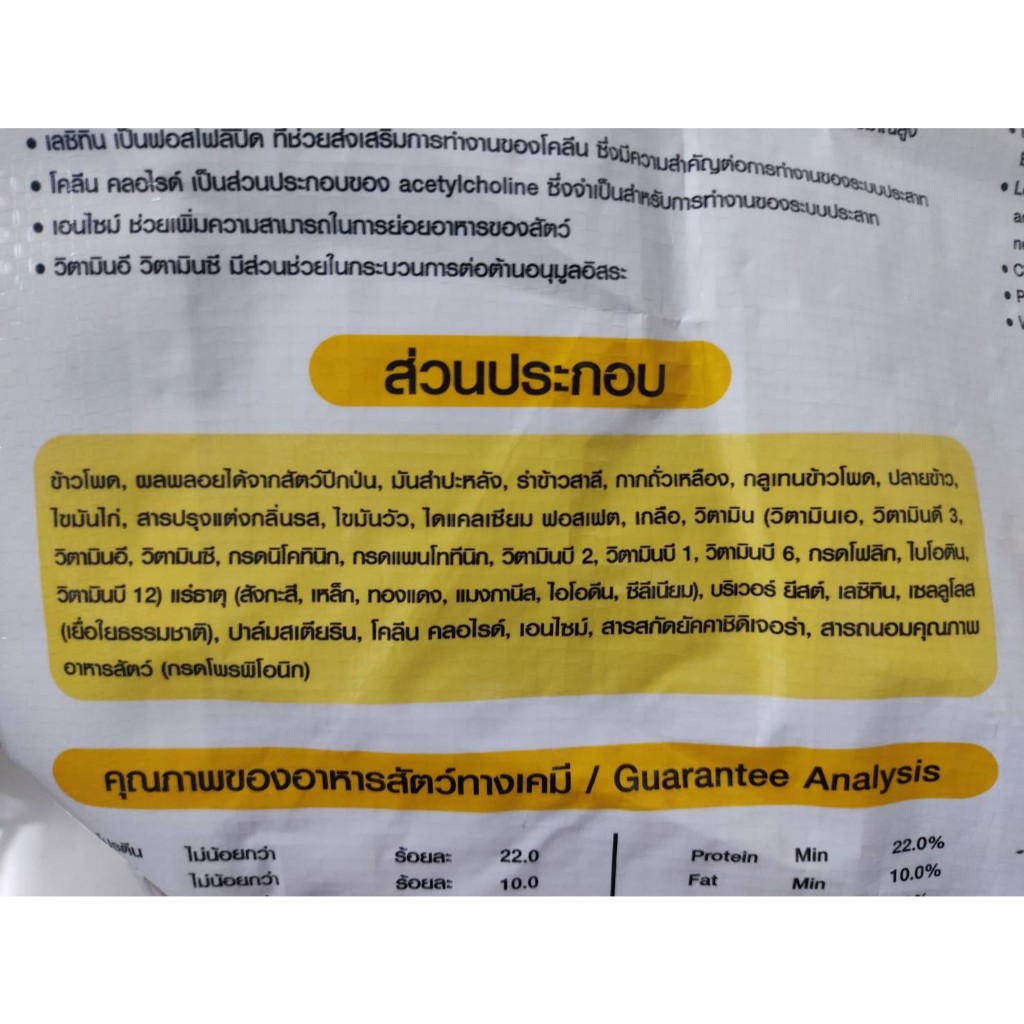 • เลซิทิน เป็นฟอสโฟลิปิด ที่ช่วยส่งเสริมการทำงานของโคลีน ซึ่งมีความสำคัญต่อการทำงานของระบบประสาท
• โคลีน คลอไรด์ เป็นส่วนประกอบของ acetylcholine ซึ่งจำเป็นสำหรับการทำงานของระบบประสาท
• เอนไซม์ ช่วยเพิ่มความสามารถในการย่อยอาหารของสัตว์
• วิตามินอี วิตามินซี มีส่วนช่วยในกระบวนการต่อต้านอนุมูลอิสระ
ส่วนประกอบ
ข้าวโพด, ผลพลอยได้จากสัตว์ปีกป่น, มันสำปะหลัง, รำข้าวสาลี, กากถั่วเหลือง, กลูเทนข้าวโพด, ปลายข้าว,
ไขมันไก่, สารปรุงแต่งกลิ่นรส, ไขมันวัว, ไดแคลเซียม ฟอสเฟต, เกลือ, วิตามิน (วิตามินเอ, วิตามินดี 3,
วิตามินอี, วิตามินซี, กรดนิโคทินิก, กรดแพนโททีนิก, วิตามินบี 2, วิตามินบี 1, วิตามินบี 6, กรดโฟลิก, ไบโอติน,
วิตามินบี 12) แร่ธาตุ (สังกะสี, เหล็ก, ทองแดง, แมงกานีส, ไอโอดีน, ซีลีเนียม), บริเวอร์ ยีสต์, เลซิทิน, เซลลูโลส
(เยื่อใยธรรมชาติ), ปาล์มสเตียริน, โคลีน คลอไรด์, เอนไซม์, สารสกัดยัคคาชิดิเจอร่า, สารถนอมคุณภาพ
อาหารสัตว์ (กรดโพรพิโอนิก)
คุณภาพของอาหารสัตว์ทางเคมี / Guarantee Analysis
ไม่น้อยกว่า ร้อยละ 22.0 Protein Min 22.0%
ไม่น้อยกว่า ร้อยละ 10.0 Fat Min 10.0%